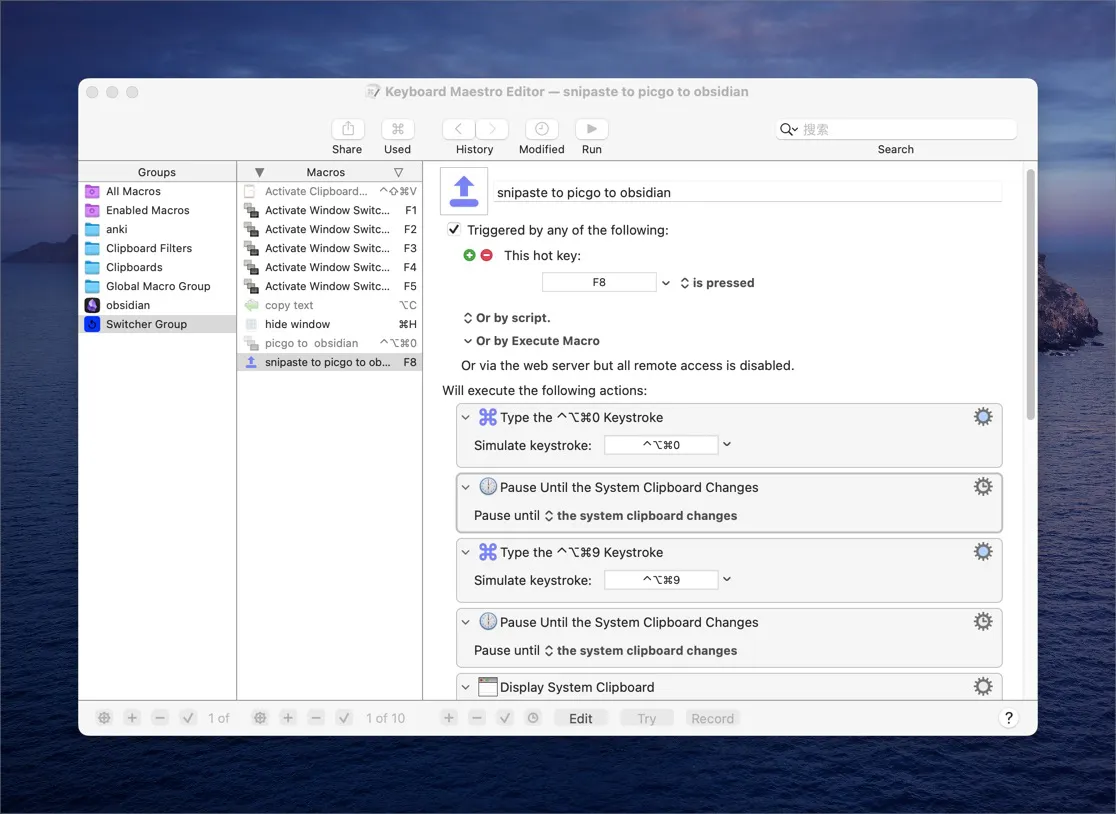 Keyboard Maestro Editor — snipaste to picgo to obsidian
Share
Used
History
Modified
Run
搜索
Search
Groups
All Macros
Enabled Macros
anki
Clipboard Filters
Clipboards
Global Macro Group
obsidian
Switcher Group
Macros
Activate Clipboard... ^⇧⌘V
Activate Window Switc... F1
Activate Window Switc... F2
Activate Window Switc... F3
Activate Window Switc... F4
Activate Window Switc... F5
copy text ⌥C
hide window ⌘H
picgo to obsidian ^⌥⌘0
snipaste to picgo to ob... F8
snipaste to picgo to obsidian
Triggered by any of the following:
This hot key:
F8 is pressed
Or by script.
Or by Execute Macro
Or via the web server but all remote access is disabled.
Will execute the following actions:
Type the ^⌥⌘0 Keystroke
Simulate keystroke: ^⌥⌘0
Pause Until the System Clipboard Changes
Pause until the system clipboard changes
Type the ^⌥⌘9 Keystroke
Simulate keystroke: ^⌥⌘9
Pause Until the System Clipboard Changes
Pause until the system clipboard changes
Display System Clipboard
1 of
1 of 10
Edit
Try
Record
?